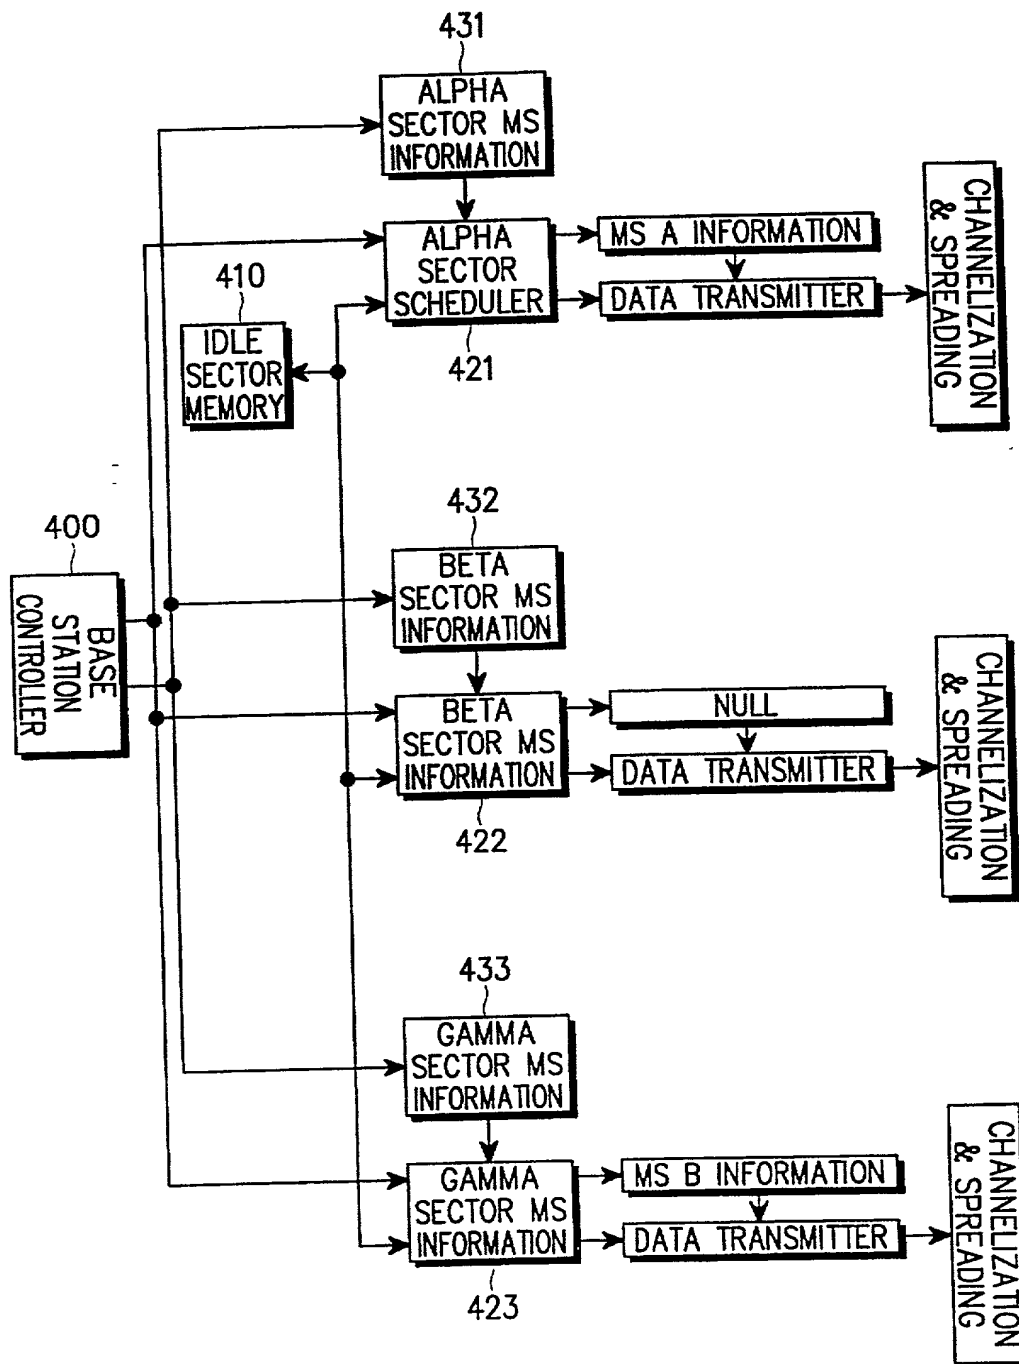 431
ALPHA
SECTOR MS
INFORMATION
ALPHA
SECTOR
SCHEDULER
421
MS A INFORMATION
DATA TRANSMITTER
CHANNELIZATION
& SPREADING
410
IDLE
SECTOR
MEMORY
400
BASE
STATION
CONTROLLER
432
BETA
SECTOR MS
INFORMATION
BETA
SECTOR MS
INFORMATION
422
NULL
DATA TRANSMITTER
CHANNELIZATION
& SPREADING
433
GAMMA
SECTOR MS
INFORMATION
GAMMA
SECTOR MS
INFORMATION
423
MS B INFORMATION
DATA TRANSMITTER
CHANNELIZATION
& SPREADING